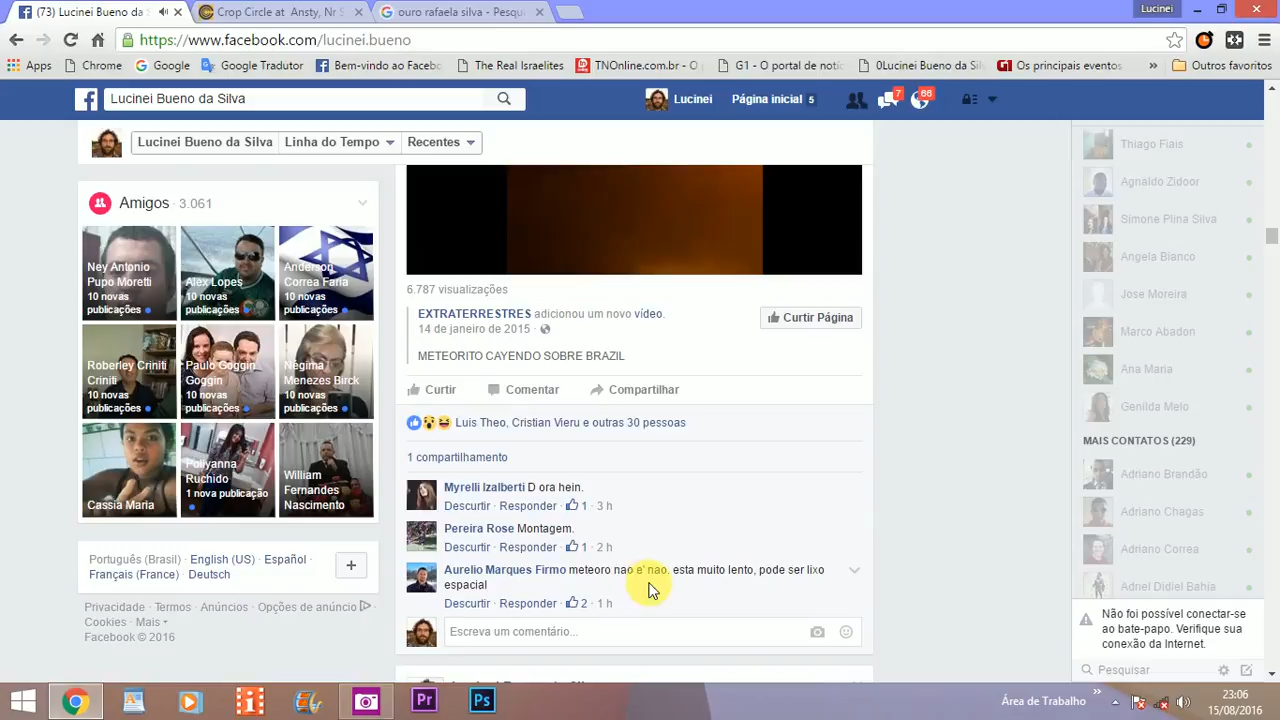 (73) Lucinei Bueno da S
Crop Circle at Ansty, Nr S
ouro rafaela silva - Pesqu
Lucinei
https://www.facebook.com/lucinei.bueno
Apps
Chrome
Google
Google Tradutor
Bem-vindo ao Facebo
The Real Israelites
TNOnline.com.br -
G1 - O portal de notí
0Lucinei Bueno da Sil
Os principais eventos
»
Outros favoritos
Lucinei Bueno da Silva
Lucinei
Página inicial 5
7
68
Lucinei Bueno da Silva
Linha do Tempo
Recentes
Amigos · 3.061
Ney Antonio
Pupo Moretti
10 novas
publicações
Alex Lopes
10 novas
publicações
Anderson
Correa Faria
10 novas
publicações
Roberley Criniti
Criniti
10 novas
publicações
Paulo Goggin
Goggin
10 novas
publicações
Negima
Menezes Birck
10 novas
publicações
Cassia Maria
Pollyanna
Ruchido
1 nova publicação
William
Fernandes
Nascimento
Português (Brasil) · English (US) · Español ·
Français (France) · Deutsch
Privacidade · Termos · Anúncios · Opções de anúncio
Cookies · Mais
Facebook © 2016
6.787 visualizações
EXTRATERRESTRES adicionou um novo vídeo.
14 de janeiro de 2015 ·
Curtir Página
METEORITO CAYENDO SOBRE BRAZIL
Curtir
Comentar
Compartilhar
Luis Theo, Cristian Vieru e outras 30 pessoas
1 compartilhamento
Myrelli Izalberti D ora hein.
Descurtir · Responder · 1 · 3 h
Pereira Rose Montagem.
Descurtir · Responder · 1 · 2 h
Aurelio Marques Firmo meteoro nao e' nao. esta muito lento, pode ser lixo
espacial
Descurtir · Responder · 2 · 1 h
Escreva um comentário...
Thiago Fiais
Agnaldo Zidoor
Simone Plina Silva
Angela Bianco
Jose Moreira
Marco Abadon
Ana Maria
Genilda Melo
MAIS CONTATOS (229)
Adriano Brandão
Adriano Chagas
Adriano Correa
Adriel Didiel Bahia
Não foi possível conectar-se
ao bate-papo. Verifique sua
conexão da Internet.
Pesquisar
Pr
Ps
Área de Trabalho
»
23:06
15/08/2016